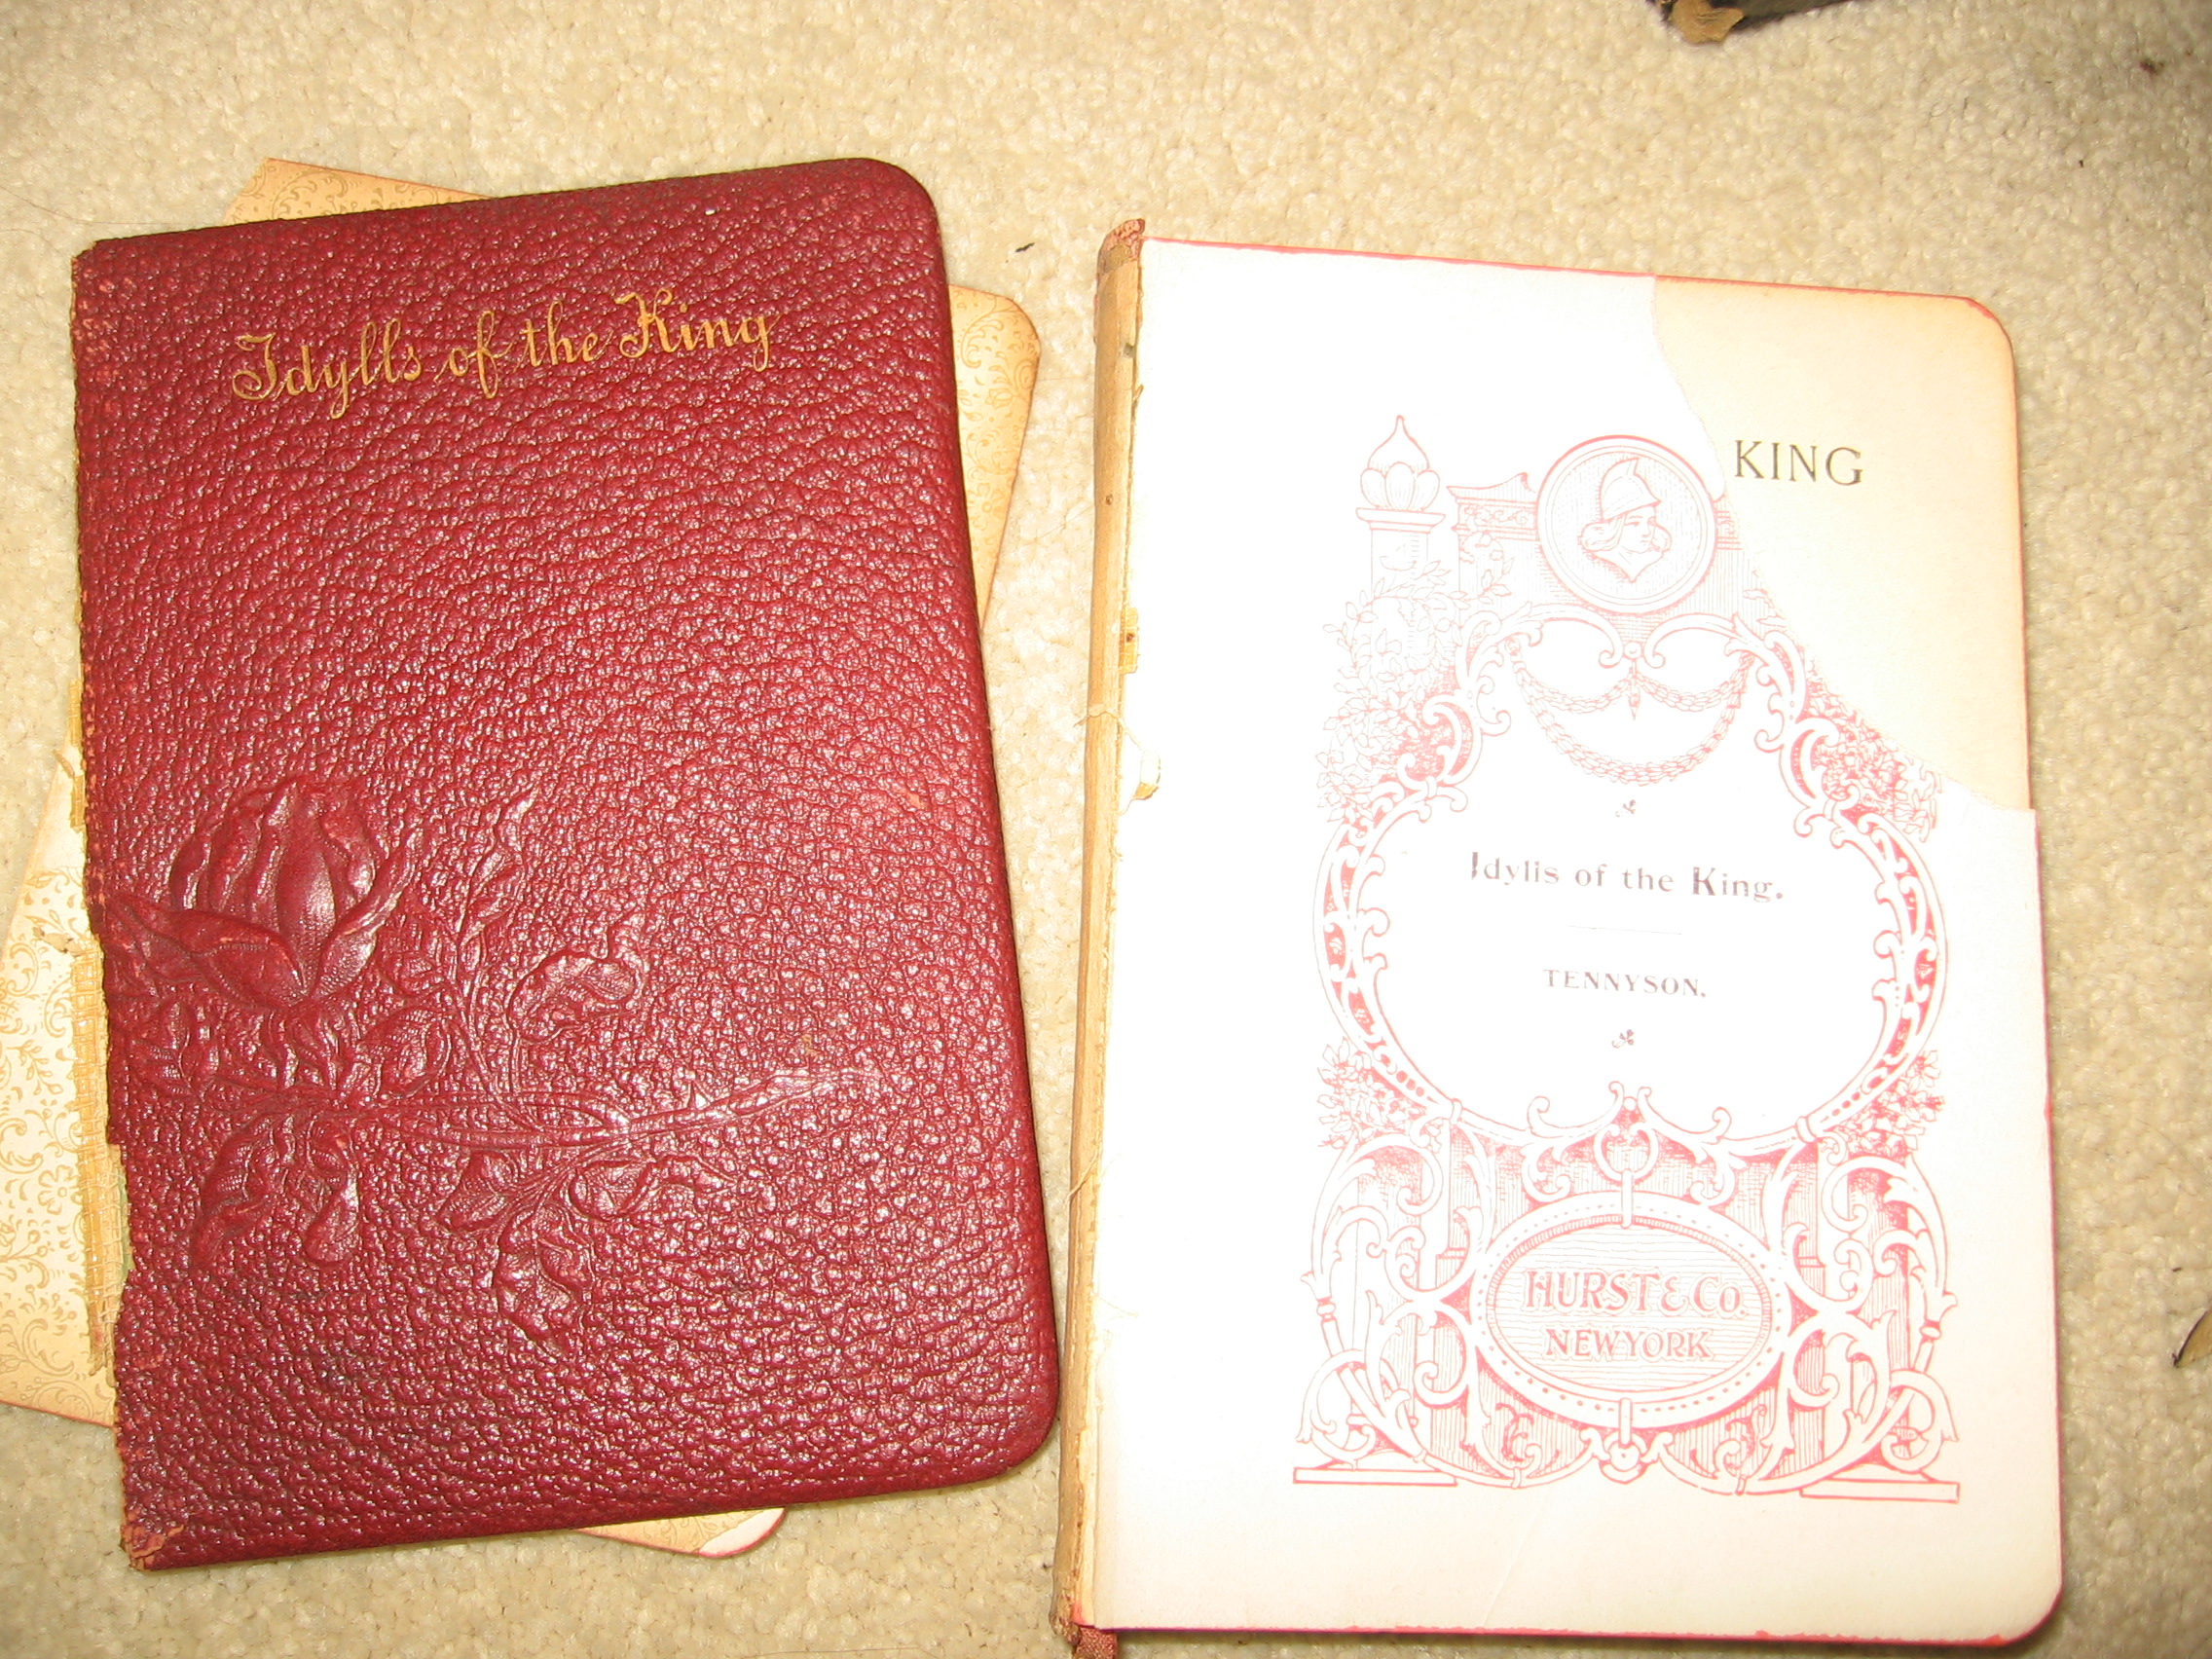 Idylls of the King
KING
Idylls of the King.
TENNYSON.
HURST & Co.
NEW YORK